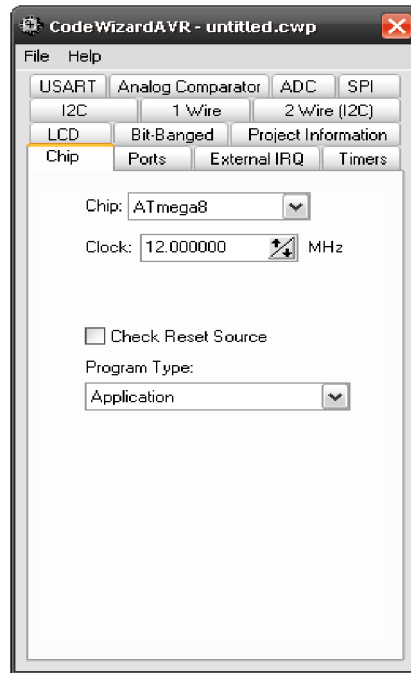 CodeWizardAVR - untitled.cwp
File Help
USART Analog Comparator ADC SPI
I2C 1 Wire 2 Wire (I2C)
LCD Bit-Banged Project Information
Chip Ports External IRQ Timers
Chip: ATmega8
Clock: 12.000000 MHz
Check Reset Source
Program Type:
Application